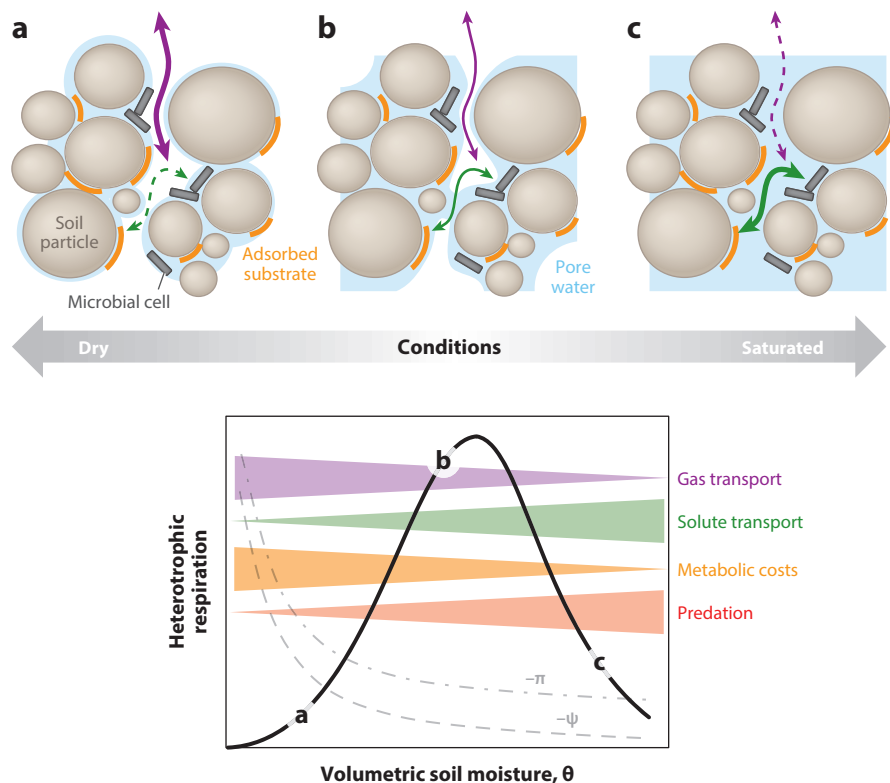 a
b
c
Soil
particle
Adsorbed
substrate
Microbial cell
Pore
water
Dry
Conditions
Saturated
Heterotrophic
respiration
b
Gas transport
Solute transport
Metabolic costs
Predation
c
a
–π
–ψ
Volumetric soil moisture, θ